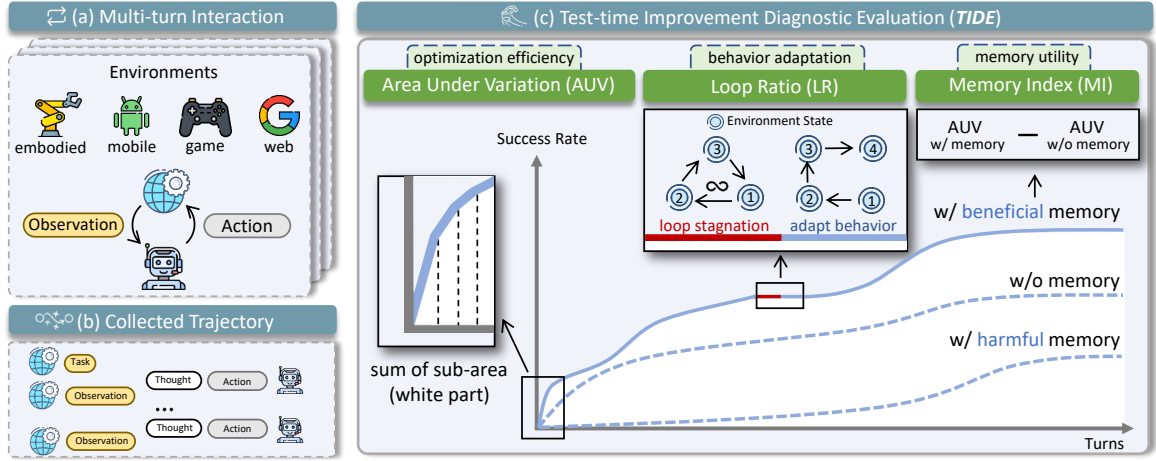 (a) Multi-turn Interaction
Environments
embodied
mobile
game
web
Observation
Action
(b) Collected Trajectory
Task
Observation
Thought
Action
...
Thought
Action
Observation
(c) Test-time Improvement Diagnostic Evaluation (TIDE)
optimization efficiency
Area Under Variation (AUV)
behavior adaptation
Loop Ratio (LR)
memory utility
Memory Index (MI)
Success Rate
sum of sub-area
(white part)
Environment State
3
2
1
∞
3
4
2
1
loop stagnation
adapt behavior
AUV
w/ memory
—
AUV
w/o memory
w/ beneficial memory
w/o memory
w/ harmful memory
Turns